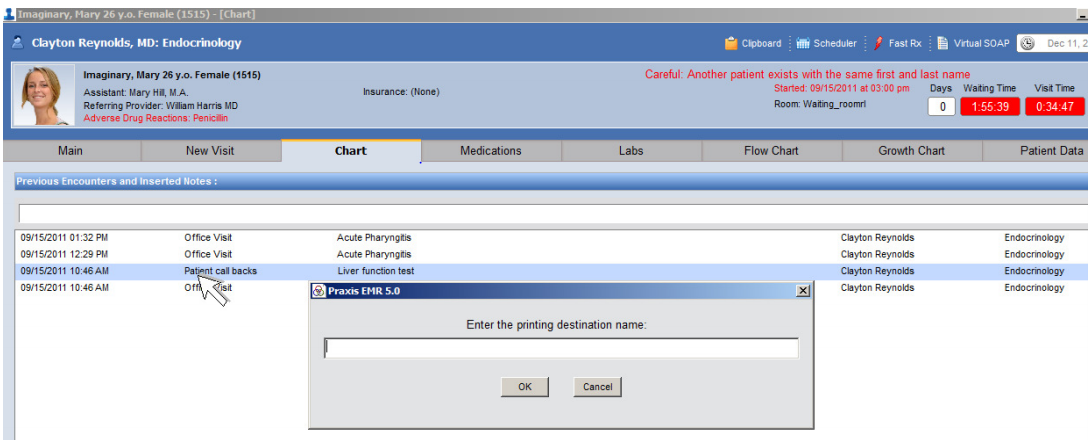 Imaginary, Mary 26 y.o. Female (1515) - [Chart]
Clayton Reynolds, MD: Endocrinology
Clipboard Scheduler Fast Rx Virtual SOAP Dec 11, 2
Imaginary, Mary 26 y.o. Female (1515)
Careful: Another patient exists with the same first and last name
Assistant: Mary Hill, M.A. Insurance: (None) Started: 09/15/2011 at 03:00 pm Days Waiting Time Visit Time
Referring Provider: William Harris MD Room: Waiting_roomrl 0 1:55:39 0:34:47
Adverse Drug Reactions: Penicillin
Main New Visit Chart Medications Labs Flow Chart Growth Chart Patient Data
Previous Encounters and Inserted Notes :
09/15/2011 01:32 PM Office Visit Acute Pharyngitis Clayton Reynolds Endocrinology
09/15/2011 12:29 PM Office Visit Acute Pharyngitis Clayton Reynolds Endocrinology
09/15/2011 10:46 AM Patient call backs Liver function test Clayton Reynolds Endocrinology
09/15/2011 10:46 AM Office Visit Clayton Reynolds Endocrinology
Praxis EMR 5.0
Enter the printing destination name:
OK Cancel